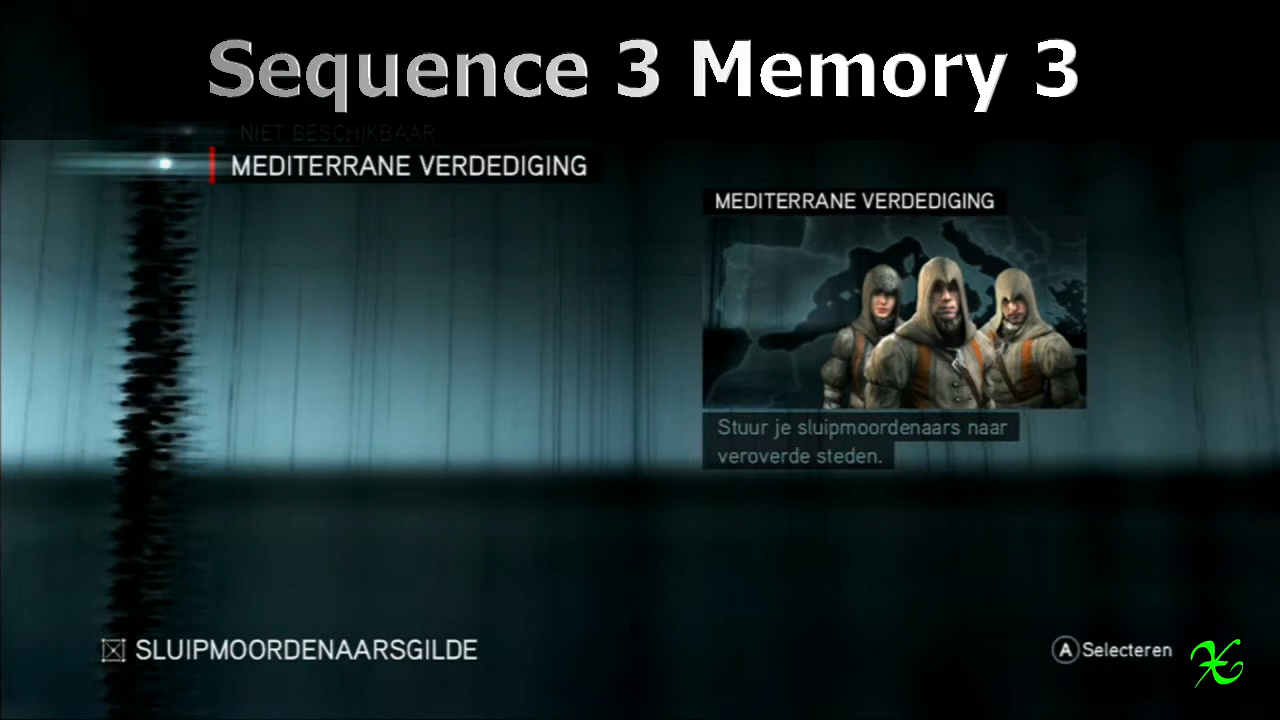 Sequence 3 Memory 3
NIET BESCHIKBAAR
MEDITERRANE VERDEDIGING
MEDITERRANE VERDEDIGING
Stuur je sluipmoordenaars naar
veroverde steden.
SLUIPMOORDENAARSGILDE
A Selecteren